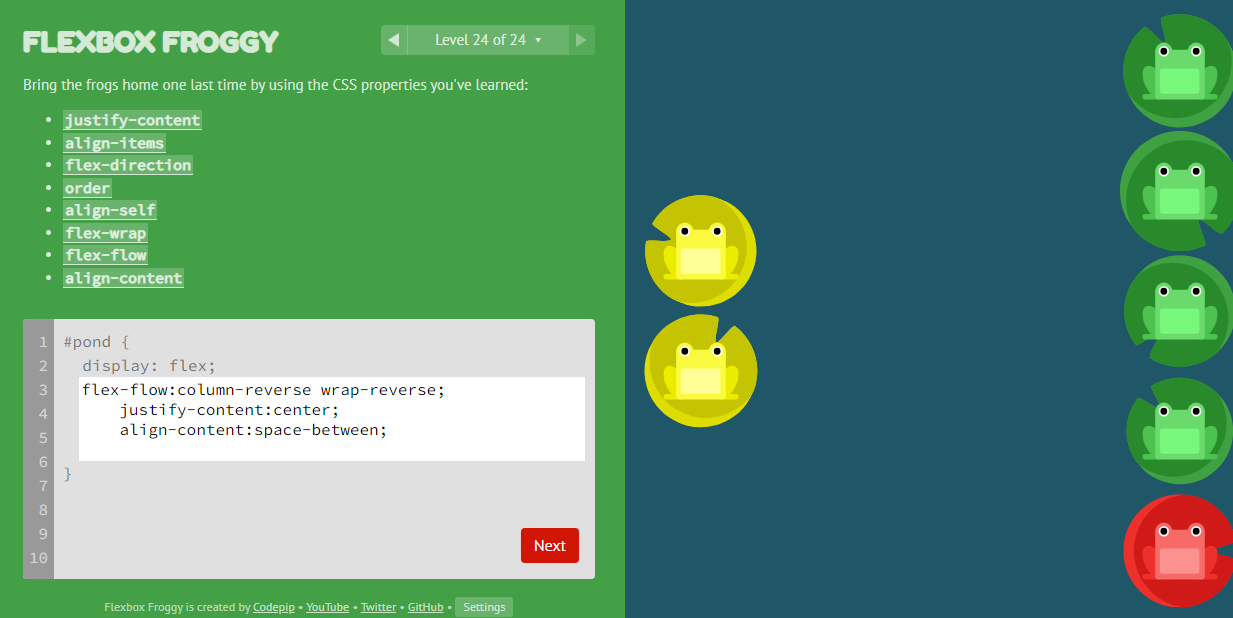 FLEXBOX FROGGY
◀ Level 24 of 24 ▾ ▶
Bring the frogs home one last time by using the CSS properties you've learned:
• justify-content
• align-items
• flex-direction
• order
• align-self
• flex-wrap
• flex-flow
• align-content
1 #pond {
2 display: flex;
3 flex-flow:column-reverse wrap-reverse;
4 justify-content:center;
5 align-content:space-between;
6 }
7
8
9
10
Next
Flexbox Froggy is created by Codepip • YouTube • Twitter • GitHub • Settings